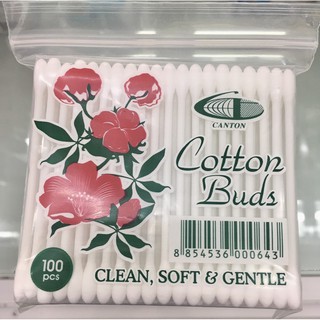 CANTON
Cotton
Buds
8 854536 000643
100
pcs
CLEAN, SOFT & GENTLE